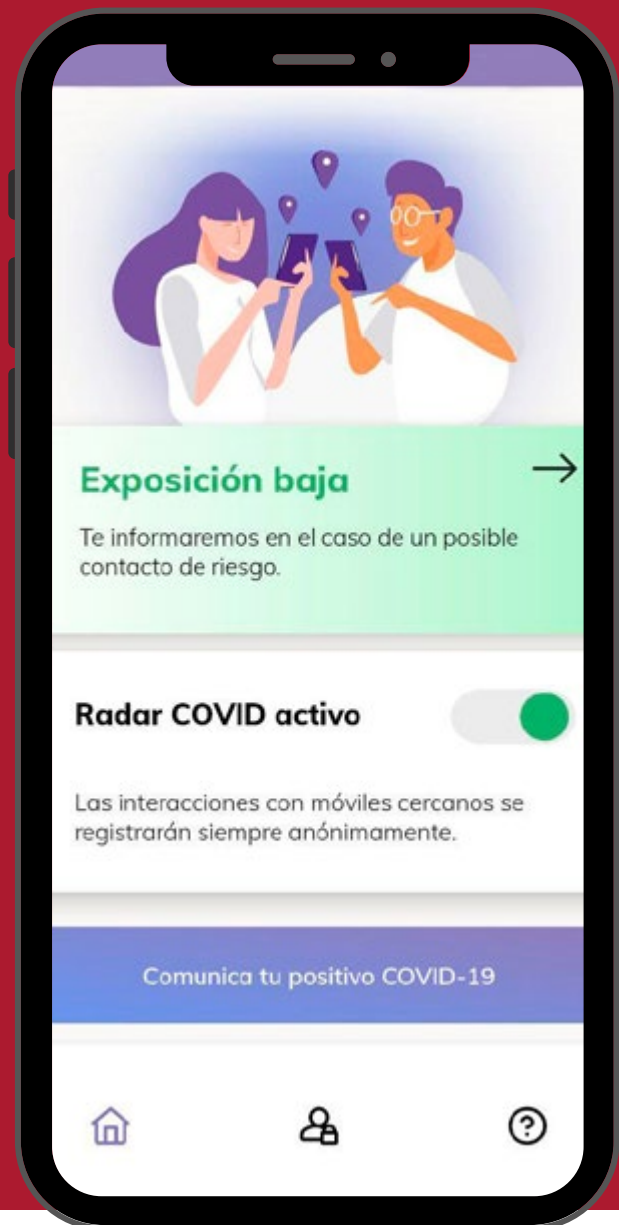 Exposición baja
Te informaremos en el caso de un posible
contacto de riesgo.
Radar COVID activo
Las interacciones con móviles cercanos se
registrarán siempre anónimamente.
Comunica tu positivo COVID-19
?